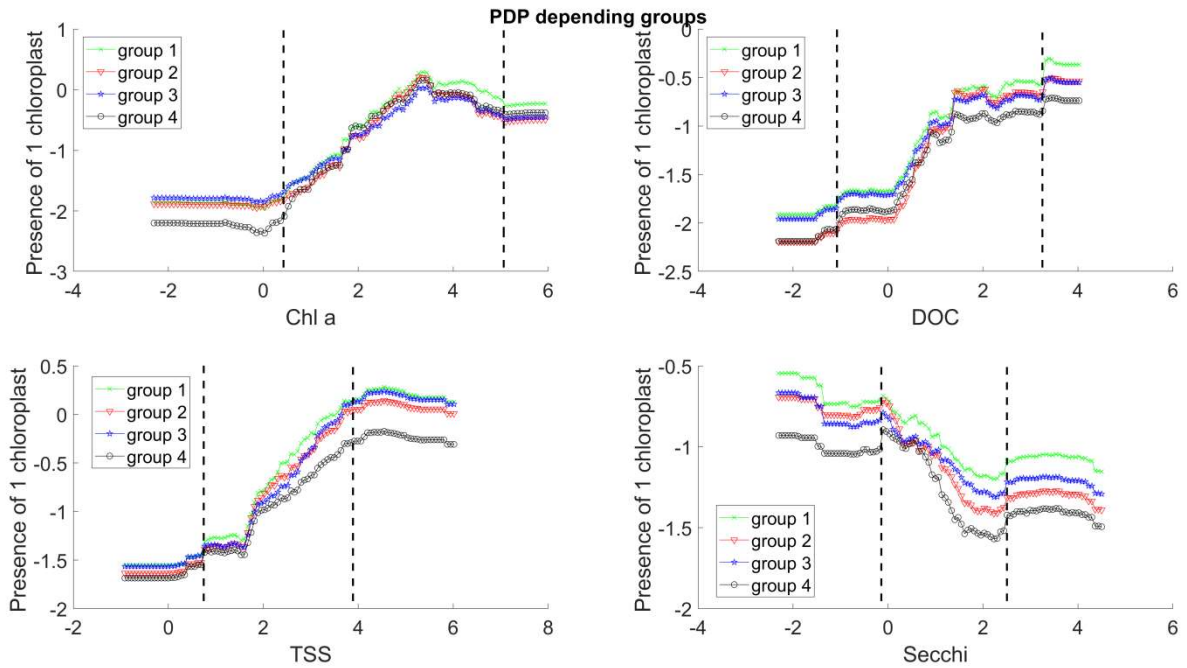 PDP depending groups
Presence of 1 chloroplast
1
0
-1
-2
-3
group 1
group 2
group 3
group 4
-4
-2
0
2
4
6
Chl a
Presence of 1 chloroplast
0
-0.5
-1
-1.5
-2
-2.5
group 1
group 2
group 3
group 4
-4
-2
0
2
4
6
DOC
Presence of 1 chloroplast
0.5
0
-0.5
-1
-1.5
-2
group 1
group 2
group 3
group 4
-4
-2
0
2
4
6
8
TSS
Presence of 1 chloroplast
-0.5
-1
-1.5
-2
group 1
group 2
group 3
group 4
-4
-2
0
2
4
6
Secchi